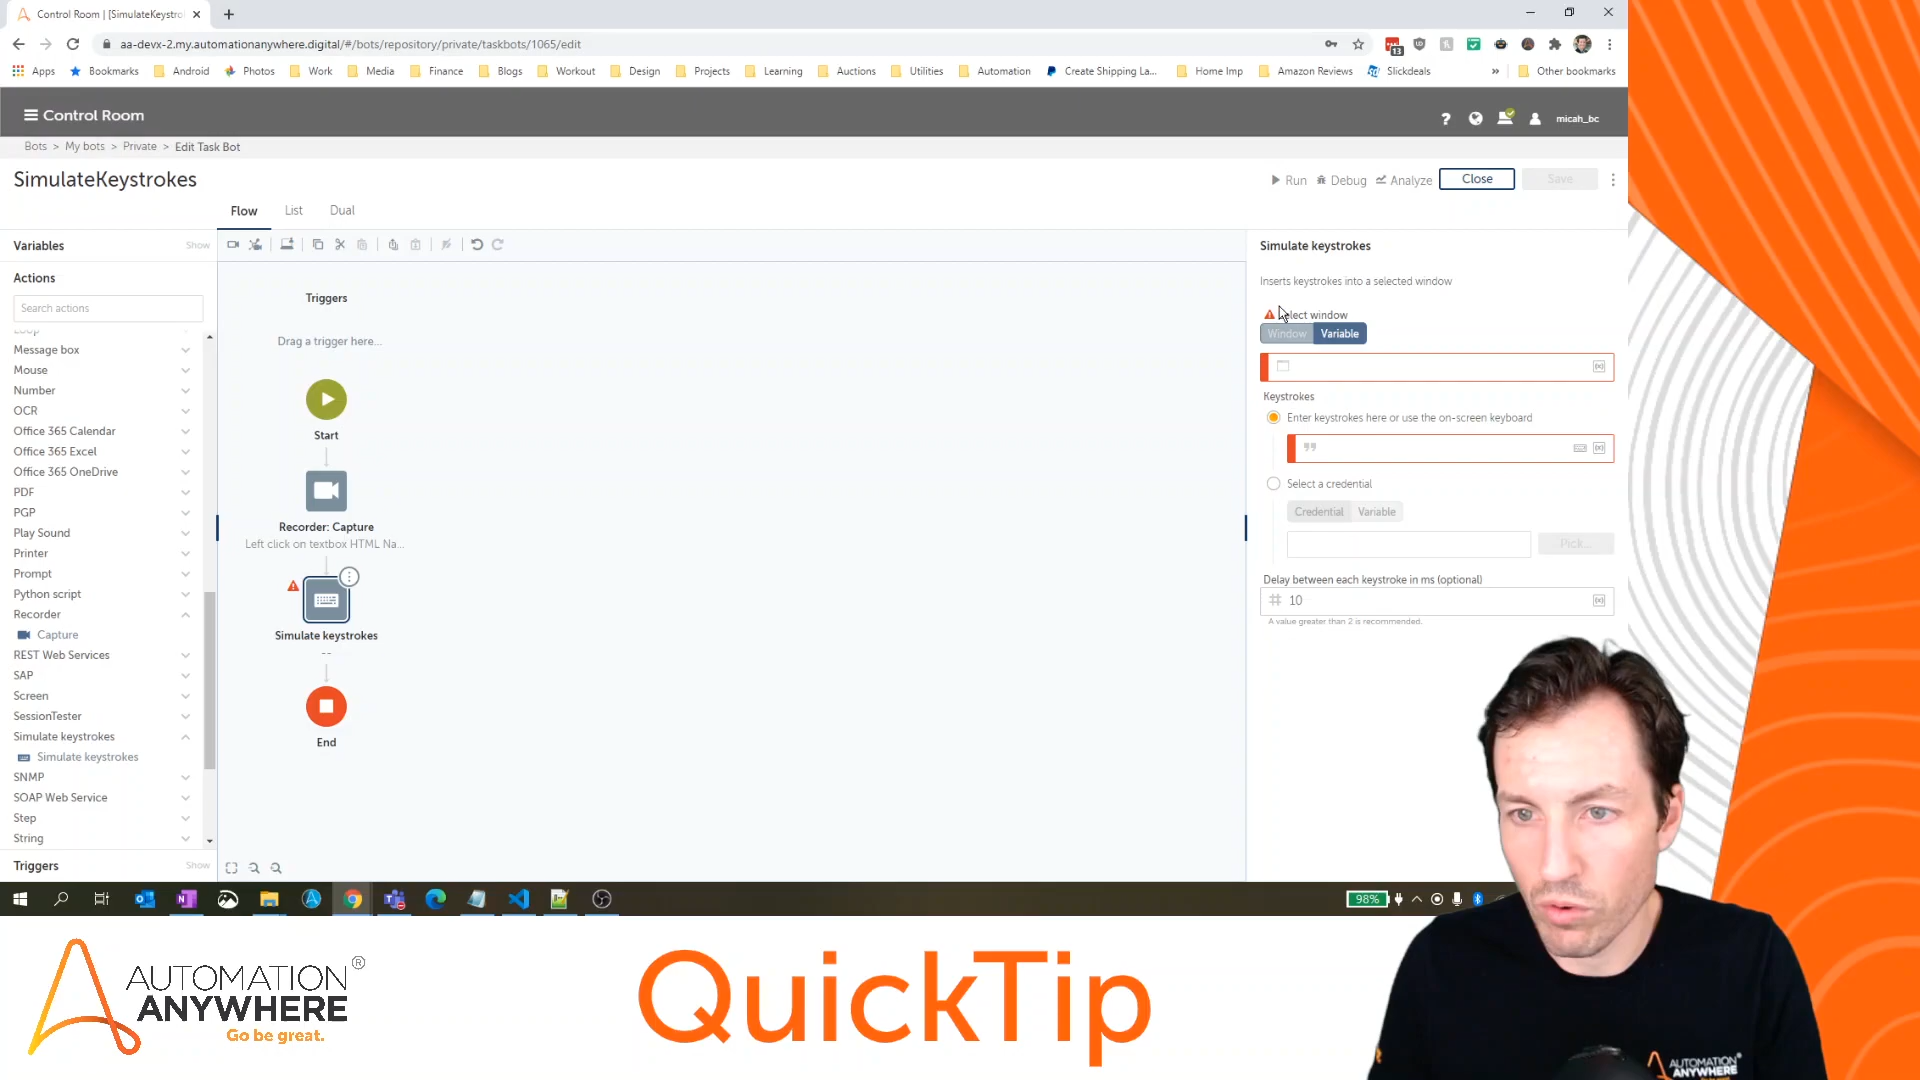 Control Room | [SimulateKeystro
aa-devx-2.my.automationanywhere.digital/#/bots/repository/private/taskbots/1065/edit
13
Apps Bookmarks Android Photos Work Media Finance Blogs Workout Design Projects Learning Auctions Utilities Automation Create Shipping La... Home Imp Amazon Reviews Slickdeals » Other bookmarks
Control Room
? micah_bc
Bots > My bots > Private > Edit Task Bot
SimulateKeystrokes
Run Debug Analyze Close Save
Flow List Dual
Variables Show
Actions
Search actions
Loop
Message box
Mouse
Number
OCR
Office 365 Calendar
Office 365 Excel
Office 365 OneDrive
PDF
PGP
Play Sound
Printer
Prompt
Python script
Recorder
Capture
REST Web Services
SAP
Screen
SessionTester
Simulate keystrokes
Simulate keystrokes
SNMP
SOAP Web Service
Step
String
Triggers Show
Triggers
Drag a trigger here...
Start
Recorder: Capture
Left click on textbox HTML Na...
Simulate keystrokes
--
End
Simulate keystrokes
Inserts keystrokes into a selected window
window
Window Variable
Keystrokes
Enter keystrokes here or use the on-screen keyboard
Select a credential
Credential Variable
Pick...
Delay between each keystroke in ms (optional)
# 10
A value greater than 2 is recommended.
98%
AUTOMATION
ANYWHERE
Go be great.
®
QuickTip
AUTOMATION
ANYWHERE